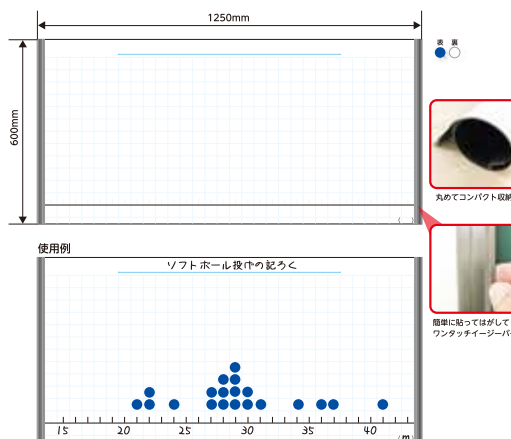 1250mm
表 裏
600mm
丸めてコンパクト収納
( )
使用例
簡単に貼ってはがして
ワンタッチイージーバー
ソフトボール投げの記ろく
15 20 25 30 35 40
(m)